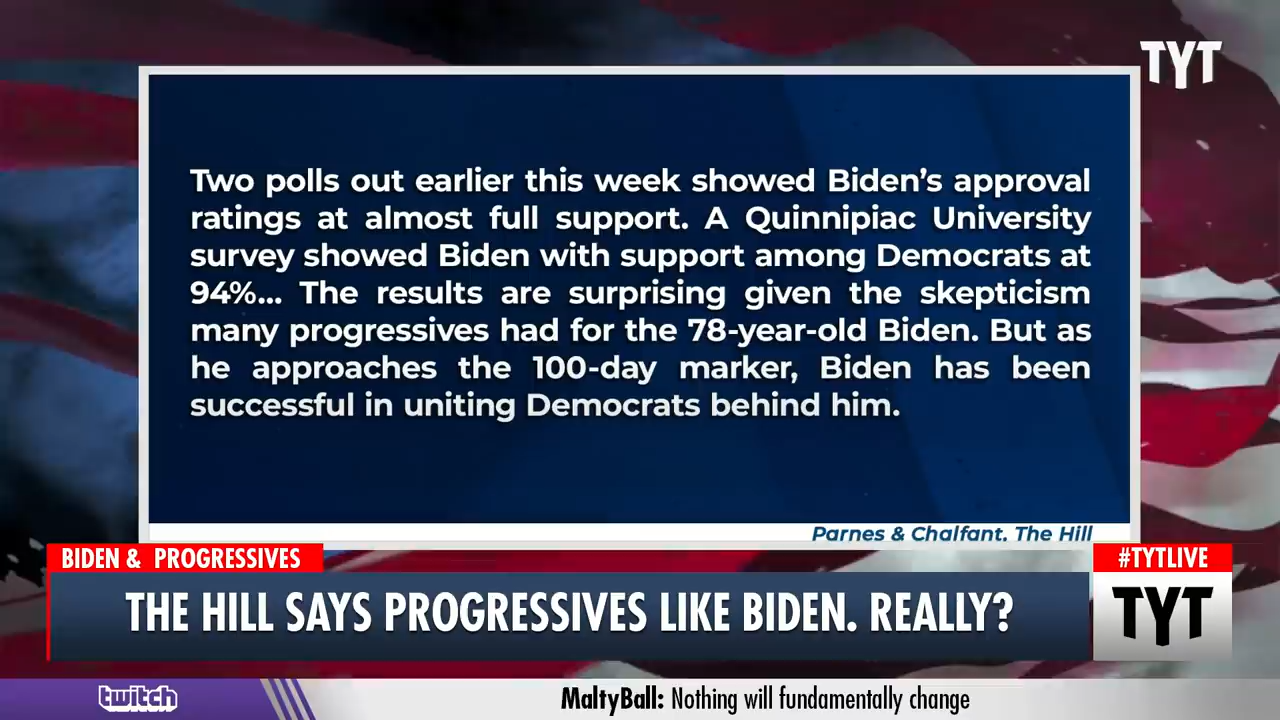 TYT
Two polls out earlier this week showed Biden's approval
ratings at almost full support. A Quinnipiac University
survey showed Biden with support among Democrats at
94%... The results are surprising given the skepticism
many progressives had for the 78-year-old Biden. But as
he approaches the 100-day marker, Biden has been
successful in uniting Democrats behind him.
Parnes & Chalfant, The Hill
BIDEN & PROGRESSIVES
#TYTLIVE
THE HILL SAYS PROGRESSIVES LIKE BIDEN. REALLY?
TYT
twitch
MaltyBall: Nothing will fundamentally change